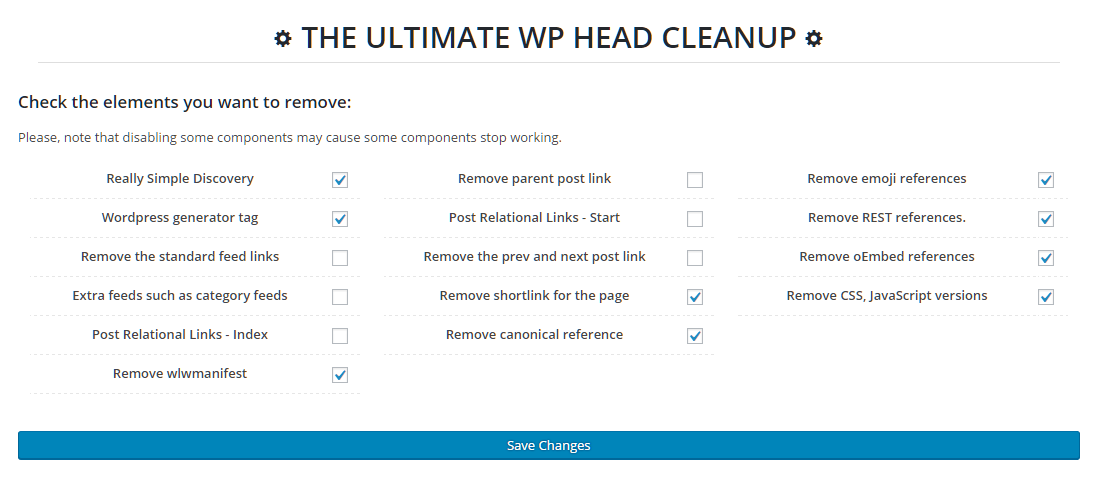 THE ULTIMATE WP HEAD CLEANUP
Check the elements you want to remove:
Please, note that disabling some components may cause some components stop working.
Really Simple Discovery
Wordpress generator tag
Remove the standard feed links
Extra feeds such as category feeds
Post Relational Links - Index
Remove wlwmanifest
Remove parent post link
Post Relational Links - Start
Remove the prev and next post link
Remove shortlink for the page
Remove canonical reference
Remove emoji references
Remove REST references.
Remove oEmbed references
Remove CSS, JavaScript versions
Save Changes